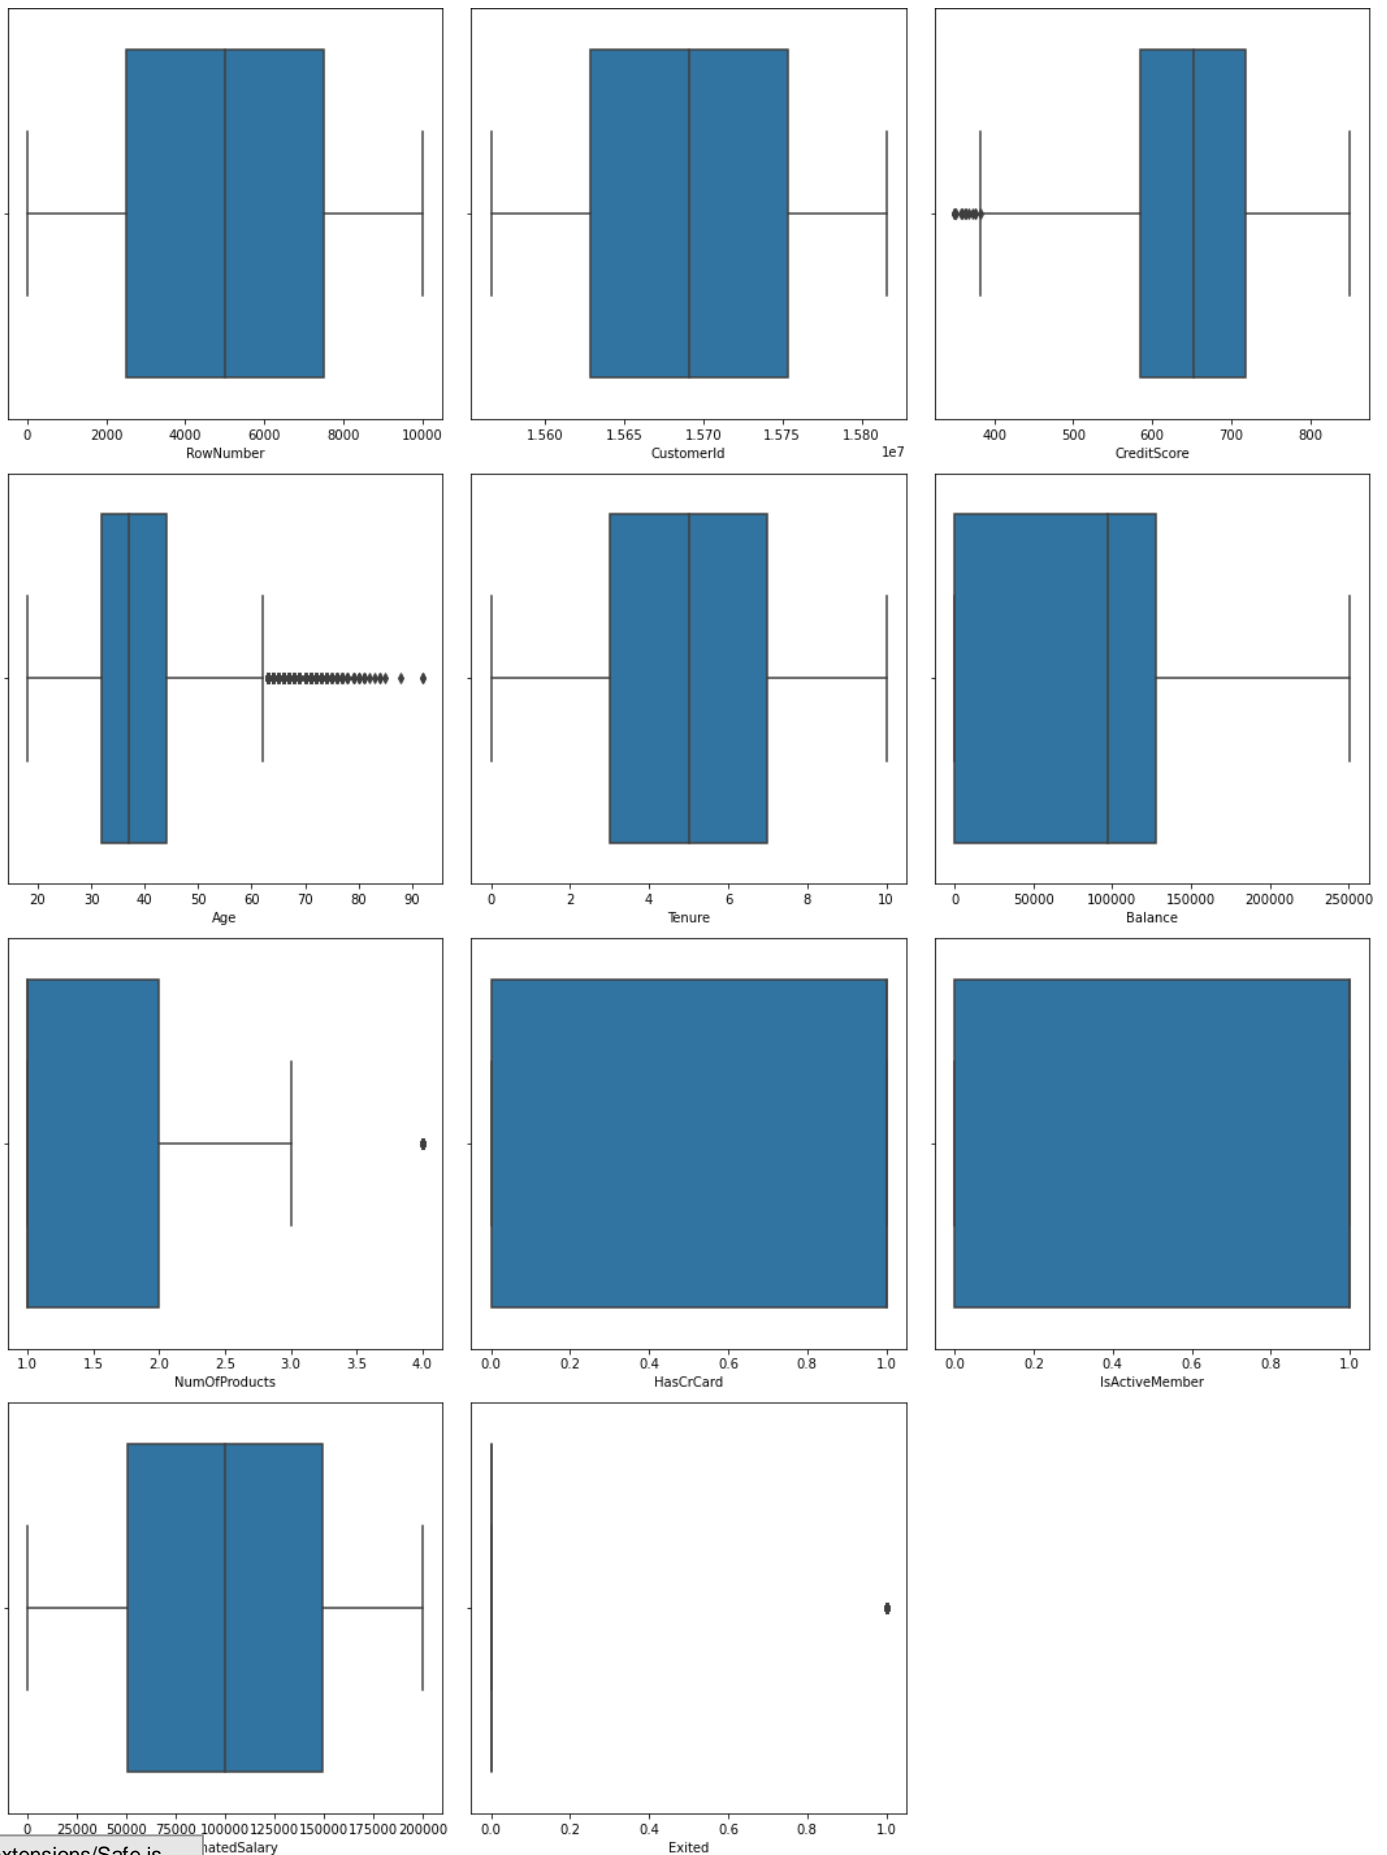 0 2000 4000 6000 8000 10000
RowNumber
1.560 1.565 1.570 1.575 1.580
1e7
CustomerId
400 500 600 700 800
CreditScore
20 30 40 50 60 70 80 90
Age
0 2 4 6 8 10
Tenure
0 50000 100000 150000 200000 250000
Balance
1.0 1.5 2.0 2.5 3.0 3.5 4.0
NumOfProducts
0.0 0.2 0.4 0.6 0.8 1.0
HasCrCard
0.0 0.2 0.4 0.6 0.8 1.0
IsActiveMember
0 25000 50000 75000 100000 125000 150000 175000 200000
natedSalary
0.0 0.2 0.4 0.6 0.8 1.0
Exited
xtensions/Safe.js